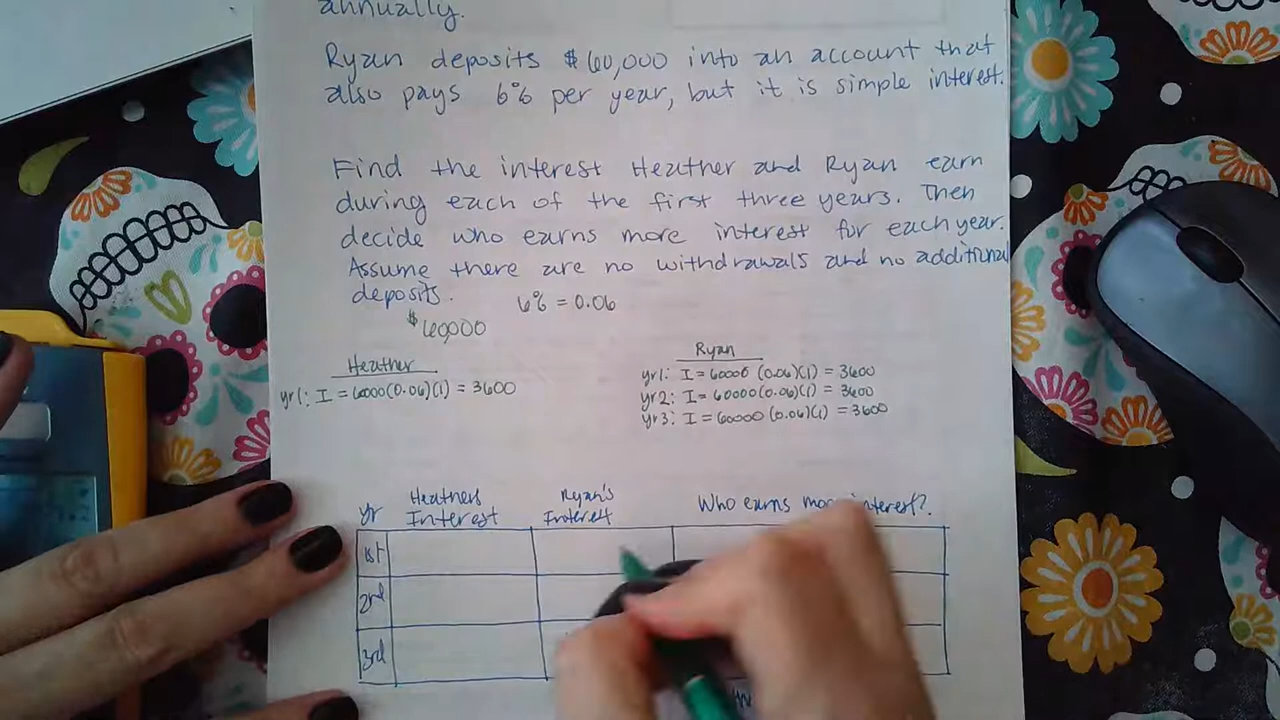 annually.
Ryan deposits $60,000 into an account that
also pays 6% per year, but it is simple interest.
Find the interest Heather and Ryan earn
during each of the first three years. Then
decide who earns more interest for each year.
Assume there are no withdrawals and no additional
deposits.
6% = 0.06
$60000
Heather
yr1: I = 6000(0.06)(1) = 3600
Ryan
yr1: I = 60000 (0.06)(1) = 3600
yr2: I = 60000(0.06)(1) = 3600
yr3: I = 60000 (0.06)(1) = 3600
yr Heather's Interest Ryan's Interest Who earns more interest?
1st
2nd
3rd